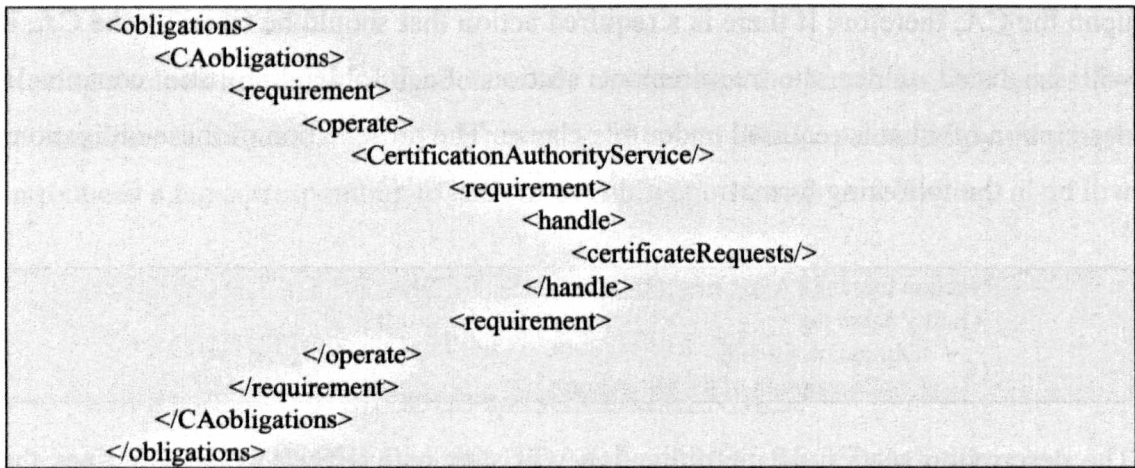 <obligations>
<CAobligations>
<requirement>
<operate>
<CertificationAuthorityService/>
<requirement>
<handle>
<certificateRequests/>
</handle>
<requirement>
</operate>
</requirement>
</CAobligations>
</obligations>